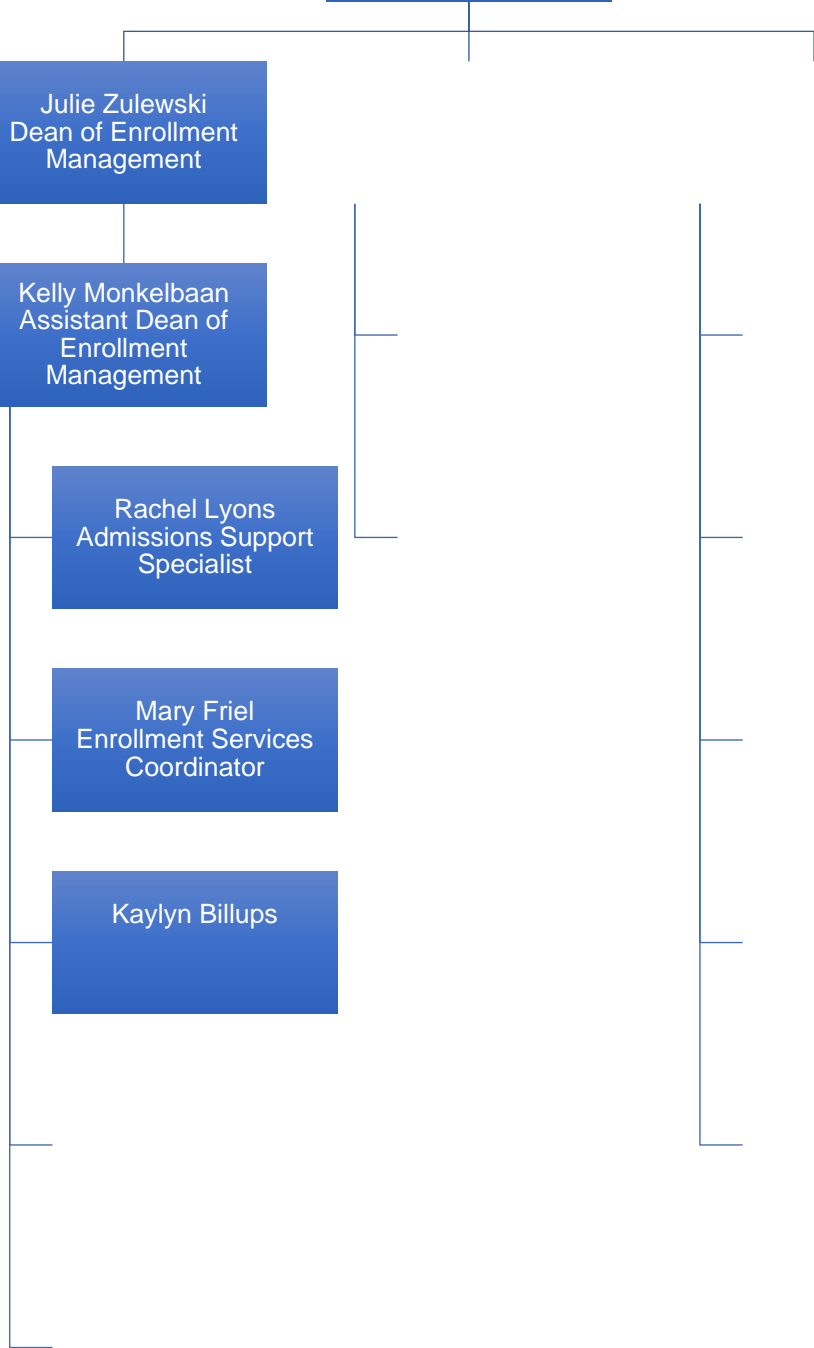 Julie Zulewski
Dean of Enrollment
Management
Kelly Monkelbaan
Assistant Dean of
Enrollment
Management
Rachel Lyons
Admissions Support
Specialist
Mary Friel
Enrollment Services
Coordinator
Kaylyn Billups